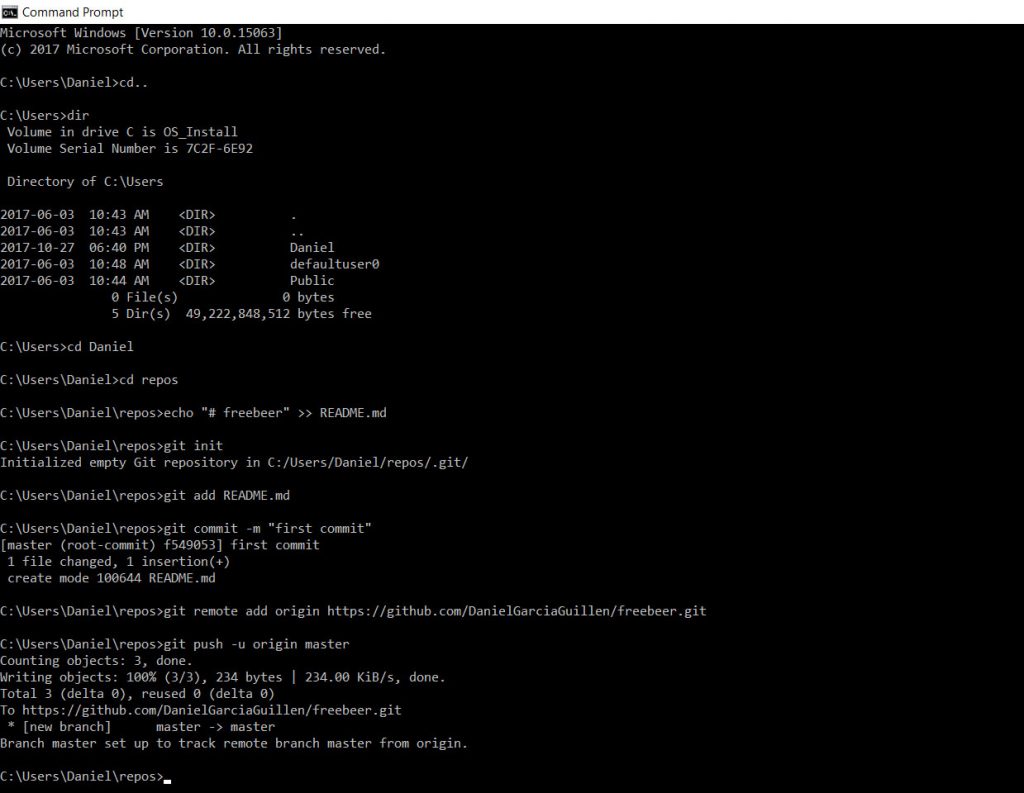 Command Prompt
Microsoft Windows [Version 10.0.15063]
(c) 2017 Microsoft Corporation. All rights reserved.
C:\Users\Daniel>cd..
C:\Users>dir
 Volume in drive C is OS_Install
 Volume Serial Number is 7C2F-6E92
 Directory of C:\Users
2017-06-03  10:43 AM    <DIR>          .
2017-06-03  10:43 AM    <DIR>          ..
2017-10-27  06:40 PM    <DIR>          Daniel
2017-06-03  10:48 AM    <DIR>          defaultuser0
2017-06-03  10:44 AM    <DIR>          Public
               0 File(s)              0 bytes
               5 Dir(s)  49,222,848,512 bytes free
C:\Users>cd Daniel
C:\Users\Daniel>cd repos
C:\Users\Daniel\repos>echo "# freebeer" >> README.md
C:\Users\Daniel\repos>git init
Initialized empty Git repository in C:/Users/Daniel/repos/.git/
C:\Users\Daniel\repos>git add README.md
C:\Users\Daniel\repos>git commit -m "first commit"
[master (root-commit) f549053] first commit
 1 file changed, 1 insertion(+)
 create mode 100644 README.md
C:\Users\Daniel\repos>git remote add origin https://github.com/DanielGarciaGuillen/freebeer.git
C:\Users\Daniel\repos>git push -u origin master
Counting objects: 3, done.
Writing objects: 100% (3/3), 234 bytes | 234.00 KiB/s, done.
Total 3 (delta 0), reused 0 (delta 0)
To https://github.com/DanielGarciaGuillen/freebeer.git
 * [new branch]      master -> master
Branch master set up to track remote branch master from origin.
C:\Users\Daniel\repos>